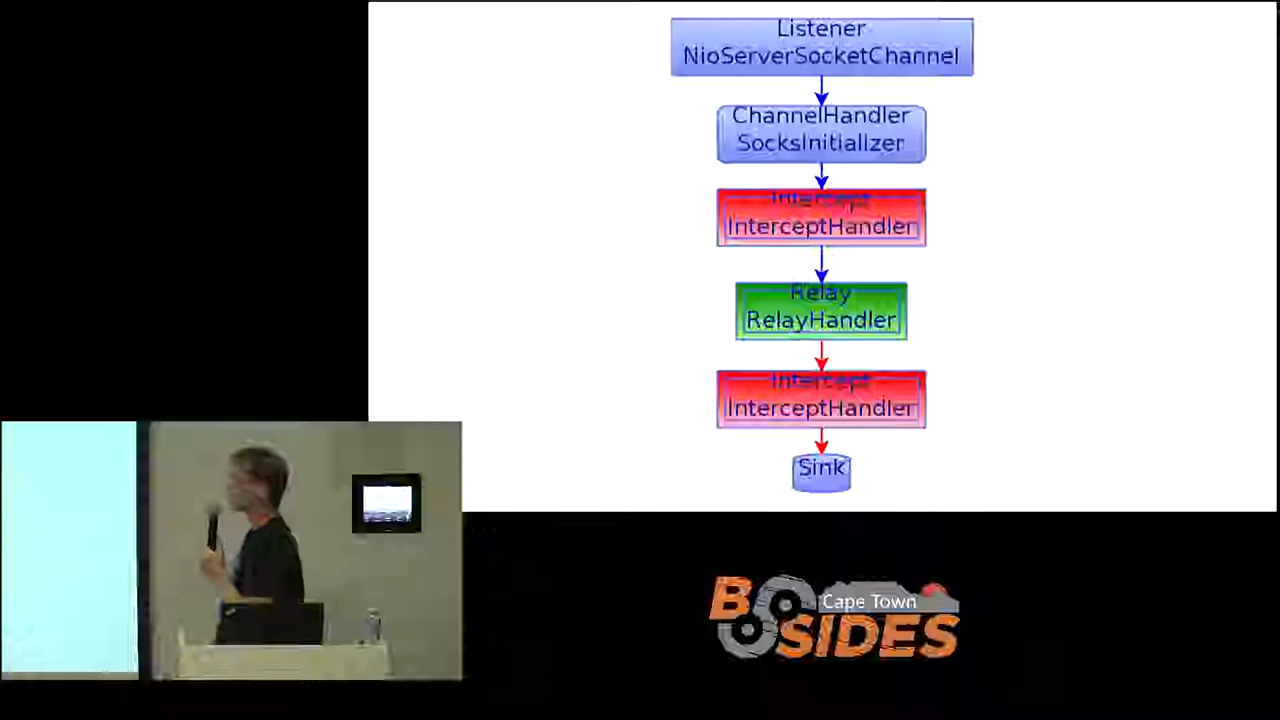 Listener
NioServerSocketChannel
ChannelHandler
SocksInitializer
Intercept
InterceptHandler
Relay
RelayHandler
Intercept
InterceptHandler
Sink
BSIDES
Cape Town